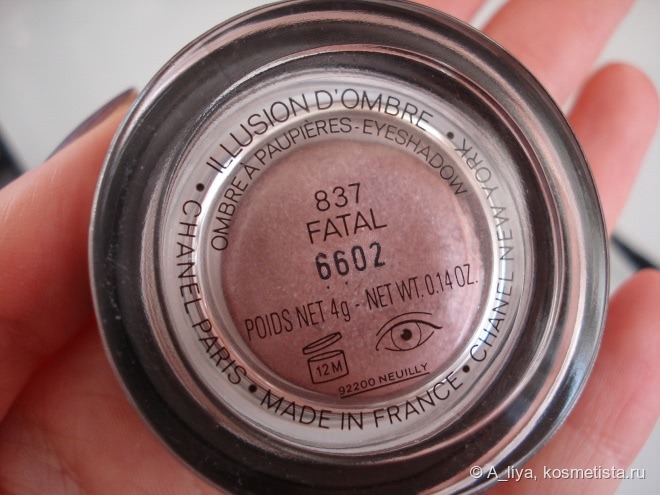 ILLUSION D'OMBRE
OMBRE À PAUPIÈRES - EYESHADOW
837
FATAL
6602
POIDS NET 4g - NET WT. 0.14 OZ.
12 M
92200 NEUILLY
• CHANEL PARIS • MADE IN FRANCE • CHANEL NEW YORK •
© A_liya, kosmetista.ru